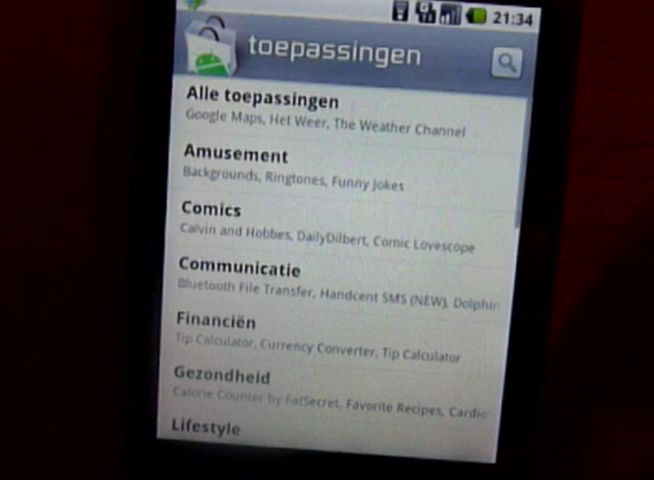 21:34
toepassingen
Alle toepassingen
Google Maps, Het Weer, The Weather Channel
Amusement
Backgrounds, Ringtones, Funny Jokes
Comics
Calvin and Hobbes, DailyDilbert, Comic Lovescope
Communicatie
Bluetooth File Transfer, Handcent SMS (NEW), Dolphin
Financiën
Tip Calculator, Currency Converter, Tip Calculator
Gezondheid
Calorie Counter by FatSecret, Favorite Recipes, Cardio
Lifestyle